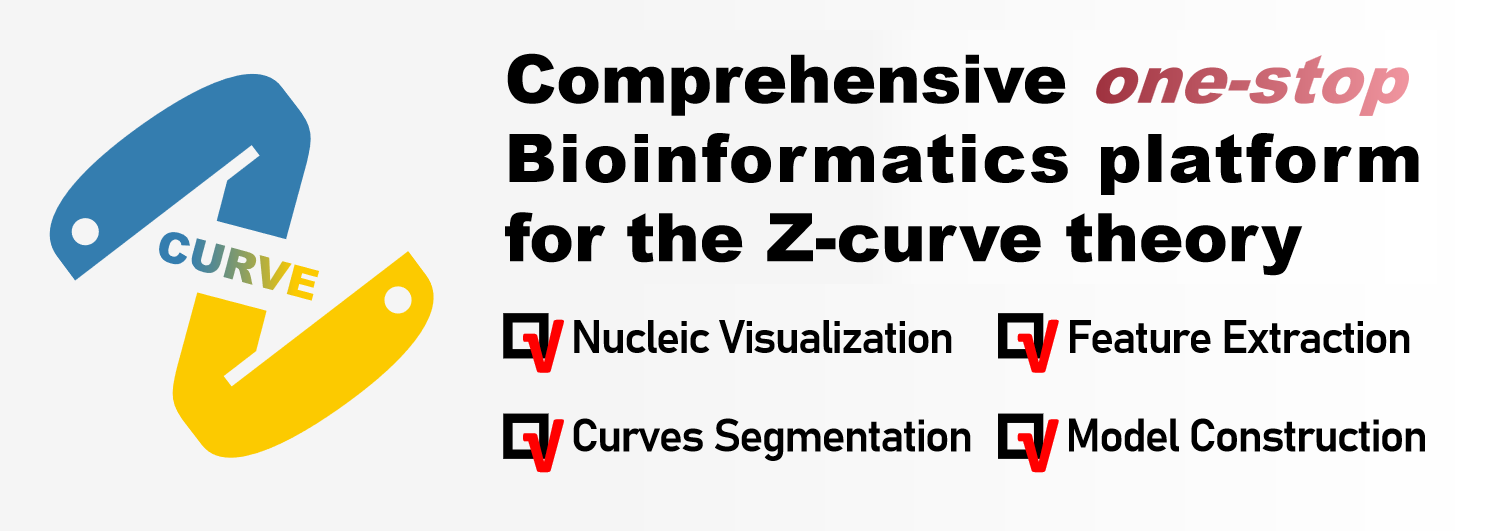 CURVE
Comprehensive one-stop
Bioinformatics platform
for the Z-curve theory
Nucleic Visualization
Feature Extraction
Curves Segmentation
Model Construction